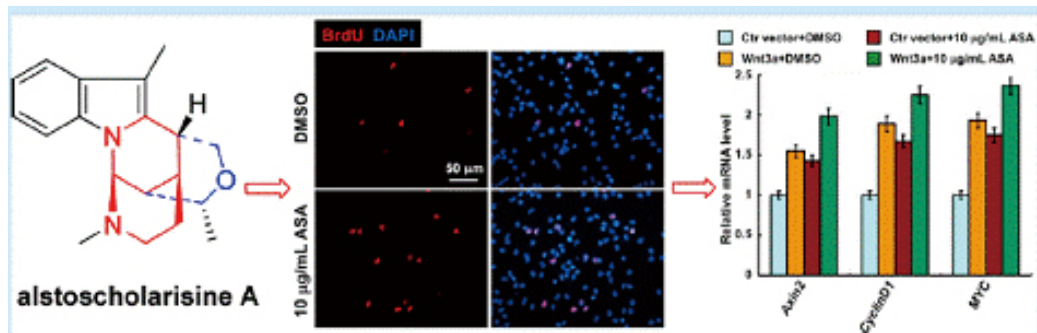 H
N
O
N
alstoscholarisine A
BrdU DAPI
DMSO
50 µm
10 µg/mL ASA
Ctr vector+DMSO
Ctr vector+10 µg/mL ASA
Wnt3a+DMSO
Wnt3a+10 µg/mL ASA
Relative mRNA level
2.5
2
1.5
1
0.5
0
Axin2
CyclinD1
MYC